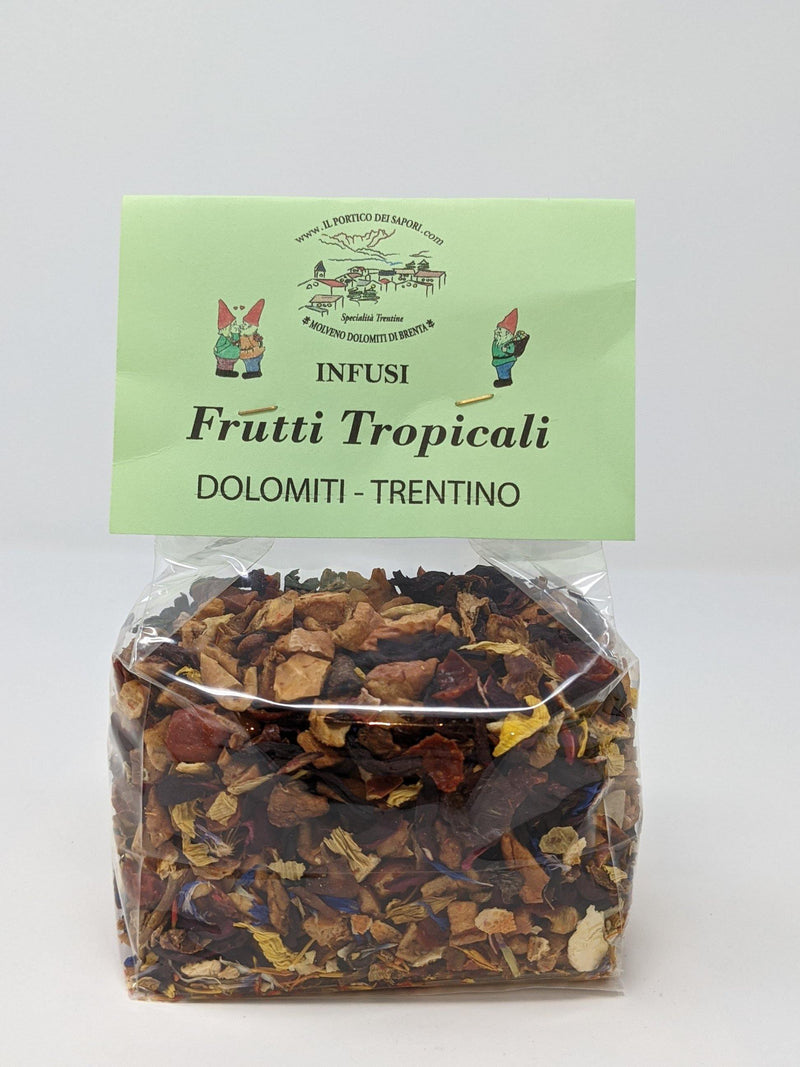 www.IL PORTICO DEI SAPORI.com
Specialità Trentine
* MOLVENO DOLOMITI DI BRENTA *
INFUSI
Frutti Tropicali
DOLOMITI - TRENTINO